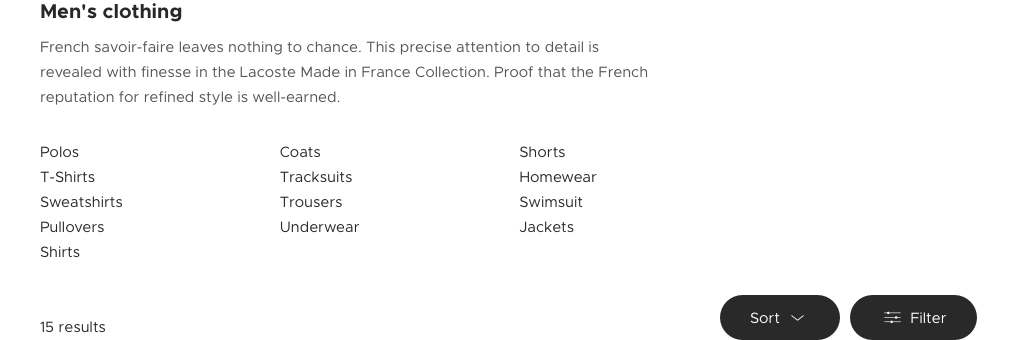 Men's clothing
French savoir-faire leaves nothing to chance. This precise attention to detail is
revealed with finesse in the Lacoste Made in France Collection. Proof that the French
reputation for refined style is well-earned.
Polos
T-Shirts
Sweatshirts
Pullovers
Shirts
Coats
Tracksuits
Trousers
Underwear
Shorts
Homewear
Swimsuit
Jackets
15 results
Sort
Filter